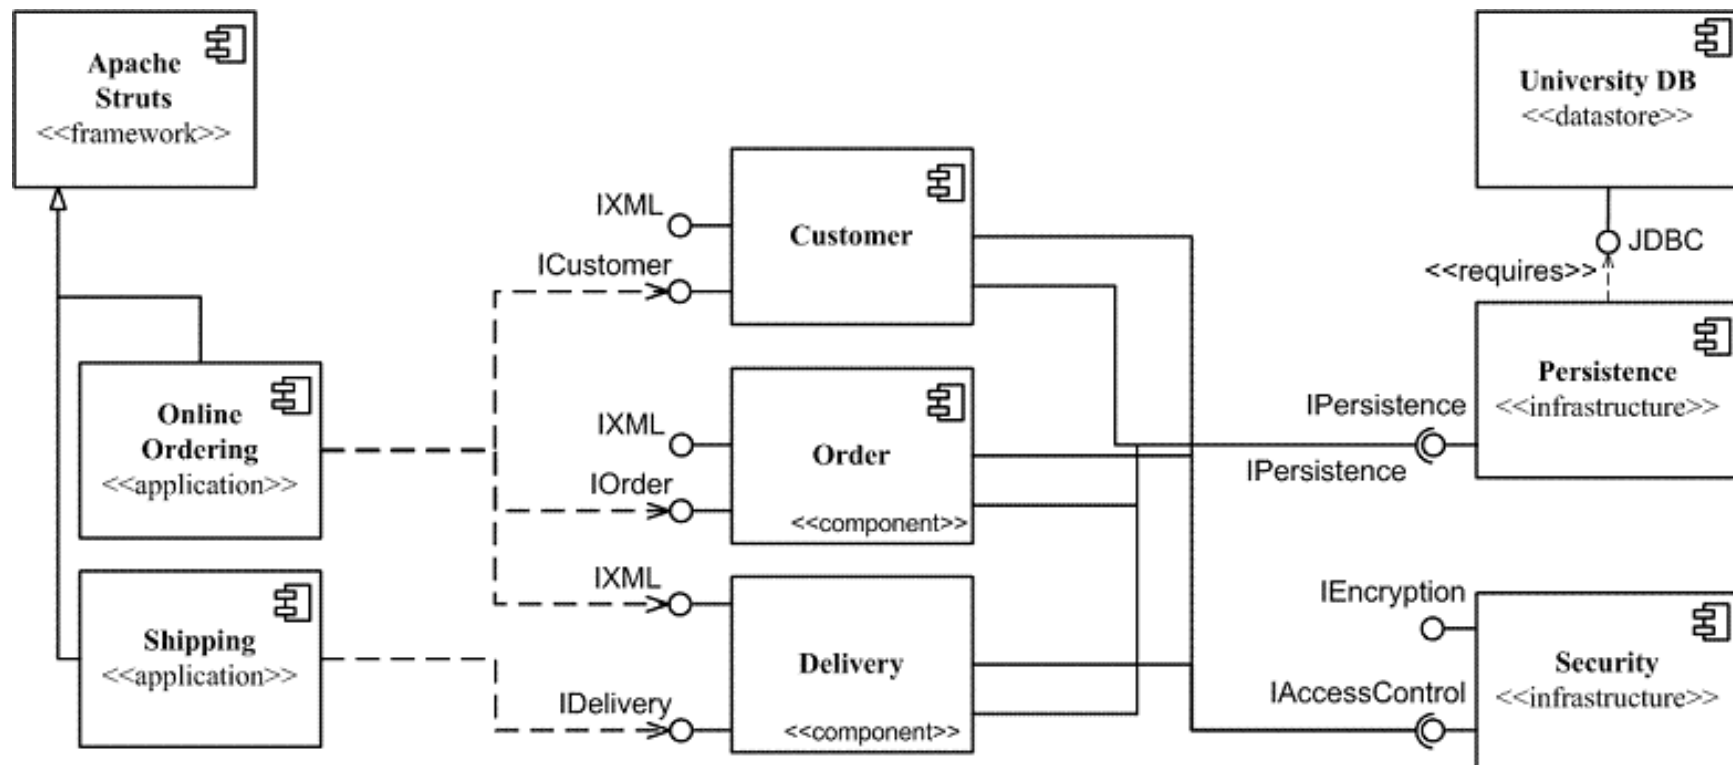 Apache
Struts
<<framework>>
Online
Ordering
<<application>>
Shipping
<<application>>
IXML
ICustomer
Customer
IXML
IOrder
Order
<<component>>
IXML
IDelivery
Delivery
<<component>>
University DB
<<datastore>>
JDBC
<<requires>>
Persistence
<<infrastructure>>
IPersistence
IPersistence
IEncryption
IAccessControl
Security
<<infrastructure>>